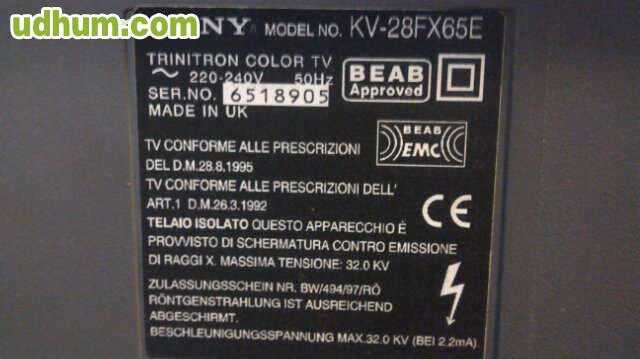 udhum.com
NY MODEL NO. KV-28FX65E
TRINITRON COLOR TV
~ 220-240V 50Hz
BEAB
Approved
SER.NO. 6518905
MADE IN UK
BEAB
EMC
TV CONFORME ALLE PRESCRIZIONI
DEL D.M.28.8.1995
TV CONFORME ALLE PRESCRIZIONI DELL'
ART.1 D.M.26.3.1992
CE
TELAIO ISOLATO QUESTO APPARECCHIO È
PROVVISTO DI SCHERMATURA CONTRO EMISSIONE
DI RAGGI X. MASSIMA TENSIONE: 32.0 KV
ZULASSUNGSSCHEIN NR. BW/494/97/RÖ
RÖNTGENSTRAHLUNG IST AUSREICHEND
ABGESCHIRMT.
BESCHLEUNIGUNGSSPANNUNG MAX.32.0 KV (BEI 2.2mA)